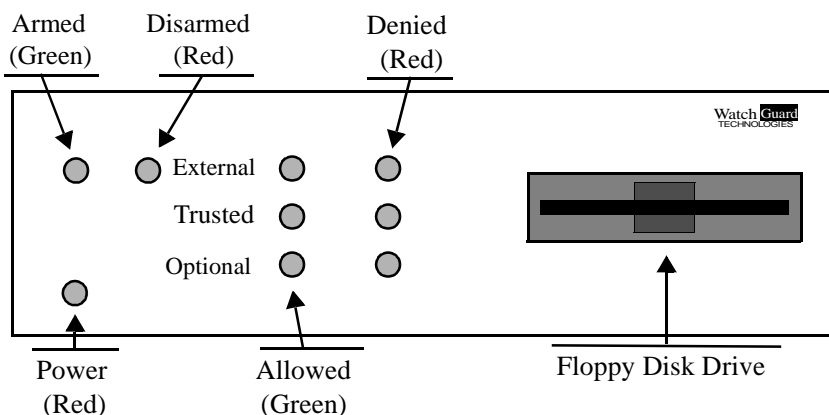 Armed
(Green)
Disarmed
(Red)
Denied
(Red)
Watch Guard
TECHNOLOGIES
External
Trusted
Optional
Power
(Red)
Allowed
(Green)
Floppy Disk Drive